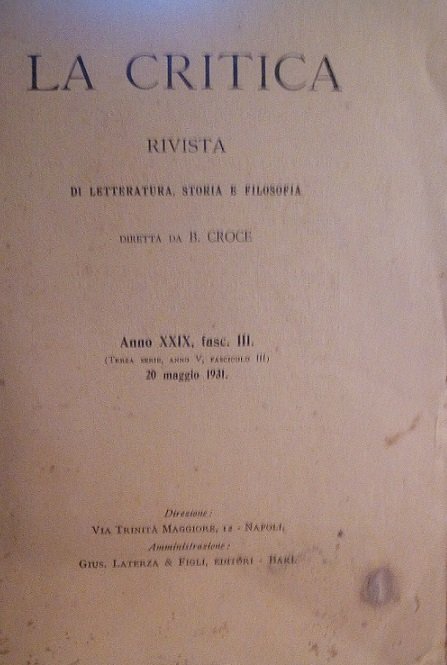 LA CRITICA
RIVISTA
DI LETTERATURA, STORIA E FILOSOFIA
DIRETTA DA B. CROCE
Anno XXIX, fasc. III.
(Terza serie, anno V, fascicolo III)
20 maggio 1931.
Direzione:
Via Trinità Maggiore, 12 - Napoli.
Amministrazione:
Gius. Laterza & Figli, editori - Bari.